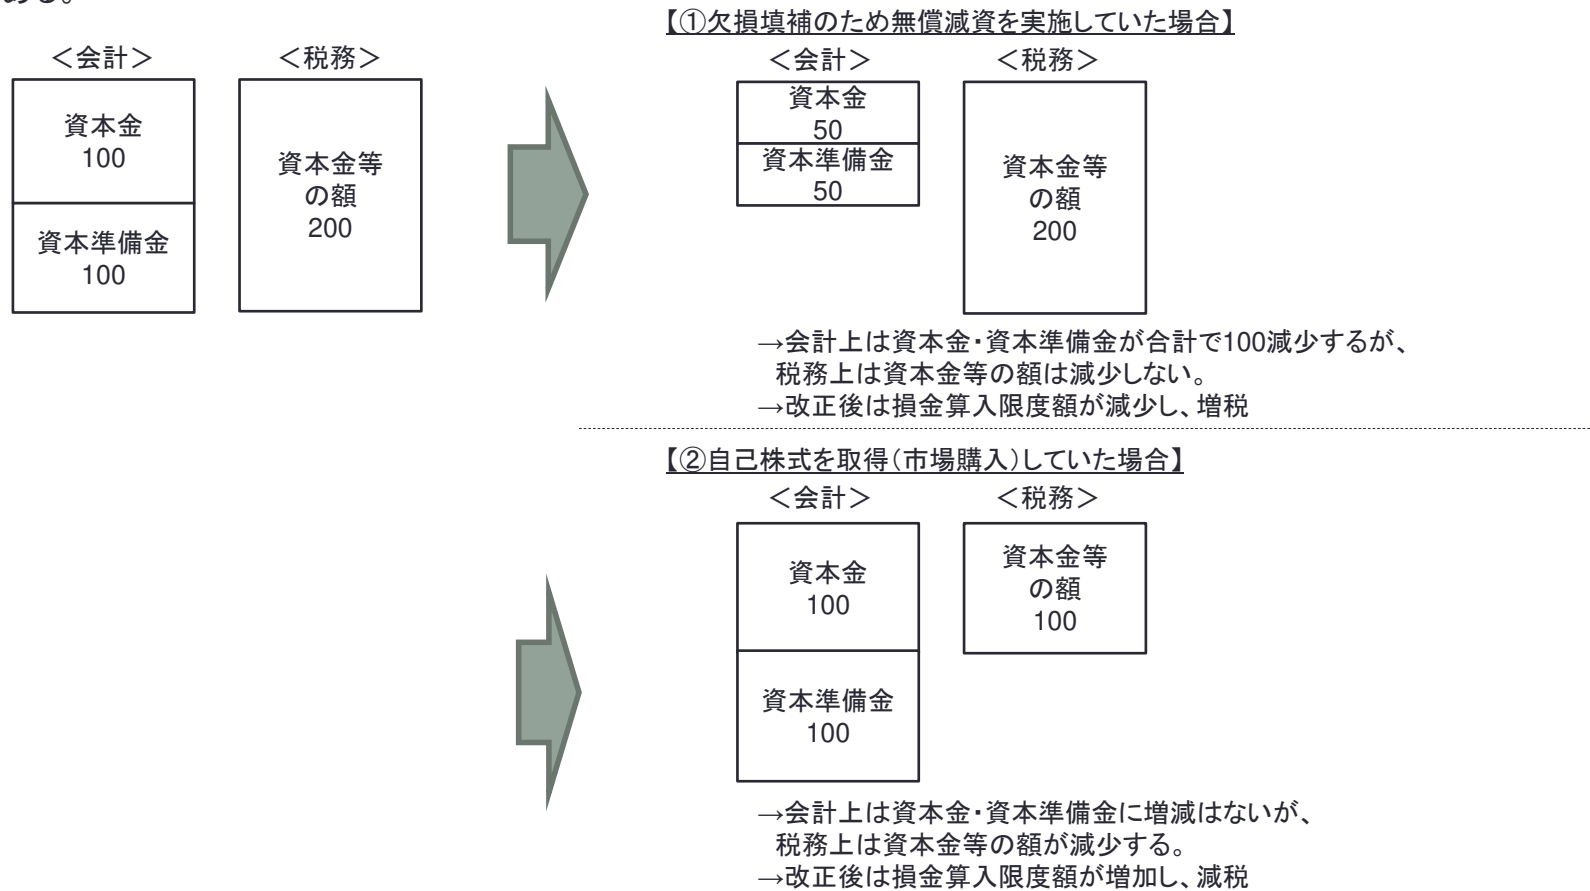 ある。
＜会計＞
＜税務＞
資本金
100
資本準備金
100
資本金等
の額
200
【①欠損填補のため無償減資を実施していた場合】
＜会計＞
＜税務＞
資本金
50
資本準備金
50
資本金等
の額
200
→会計上は資本金・資本準備金が合計で100減少するが、
税務上は資本金等の額は減少しない。
→改正後は損金算入限度額が減少し、増税
【②自己株式を取得（市場購入）していた場合】
＜会計＞
＜税務＞
資本金
100
資本準備金
100
資本金等
の額
100
→会計上は資本金・資本準備金に増減はないが、
税務上は資本金等の額が減少する。
→改正後は損金算入限度額が増加し、減税